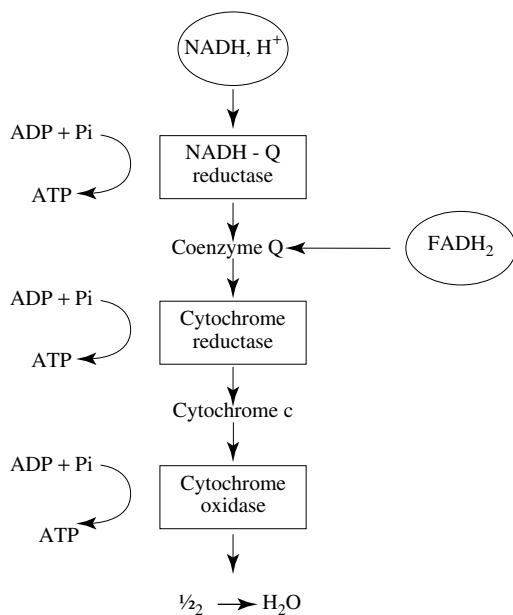 NADH, H⁺
ADP + Pi
ATP
NADH - Q
reductase
Coenzyme Q
FADH₂
ADP + Pi
ATP
Cytochrome
reductase
Cytochrome c
ADP + Pi
ATP
Cytochrome
oxidase
½₂ → H₂O